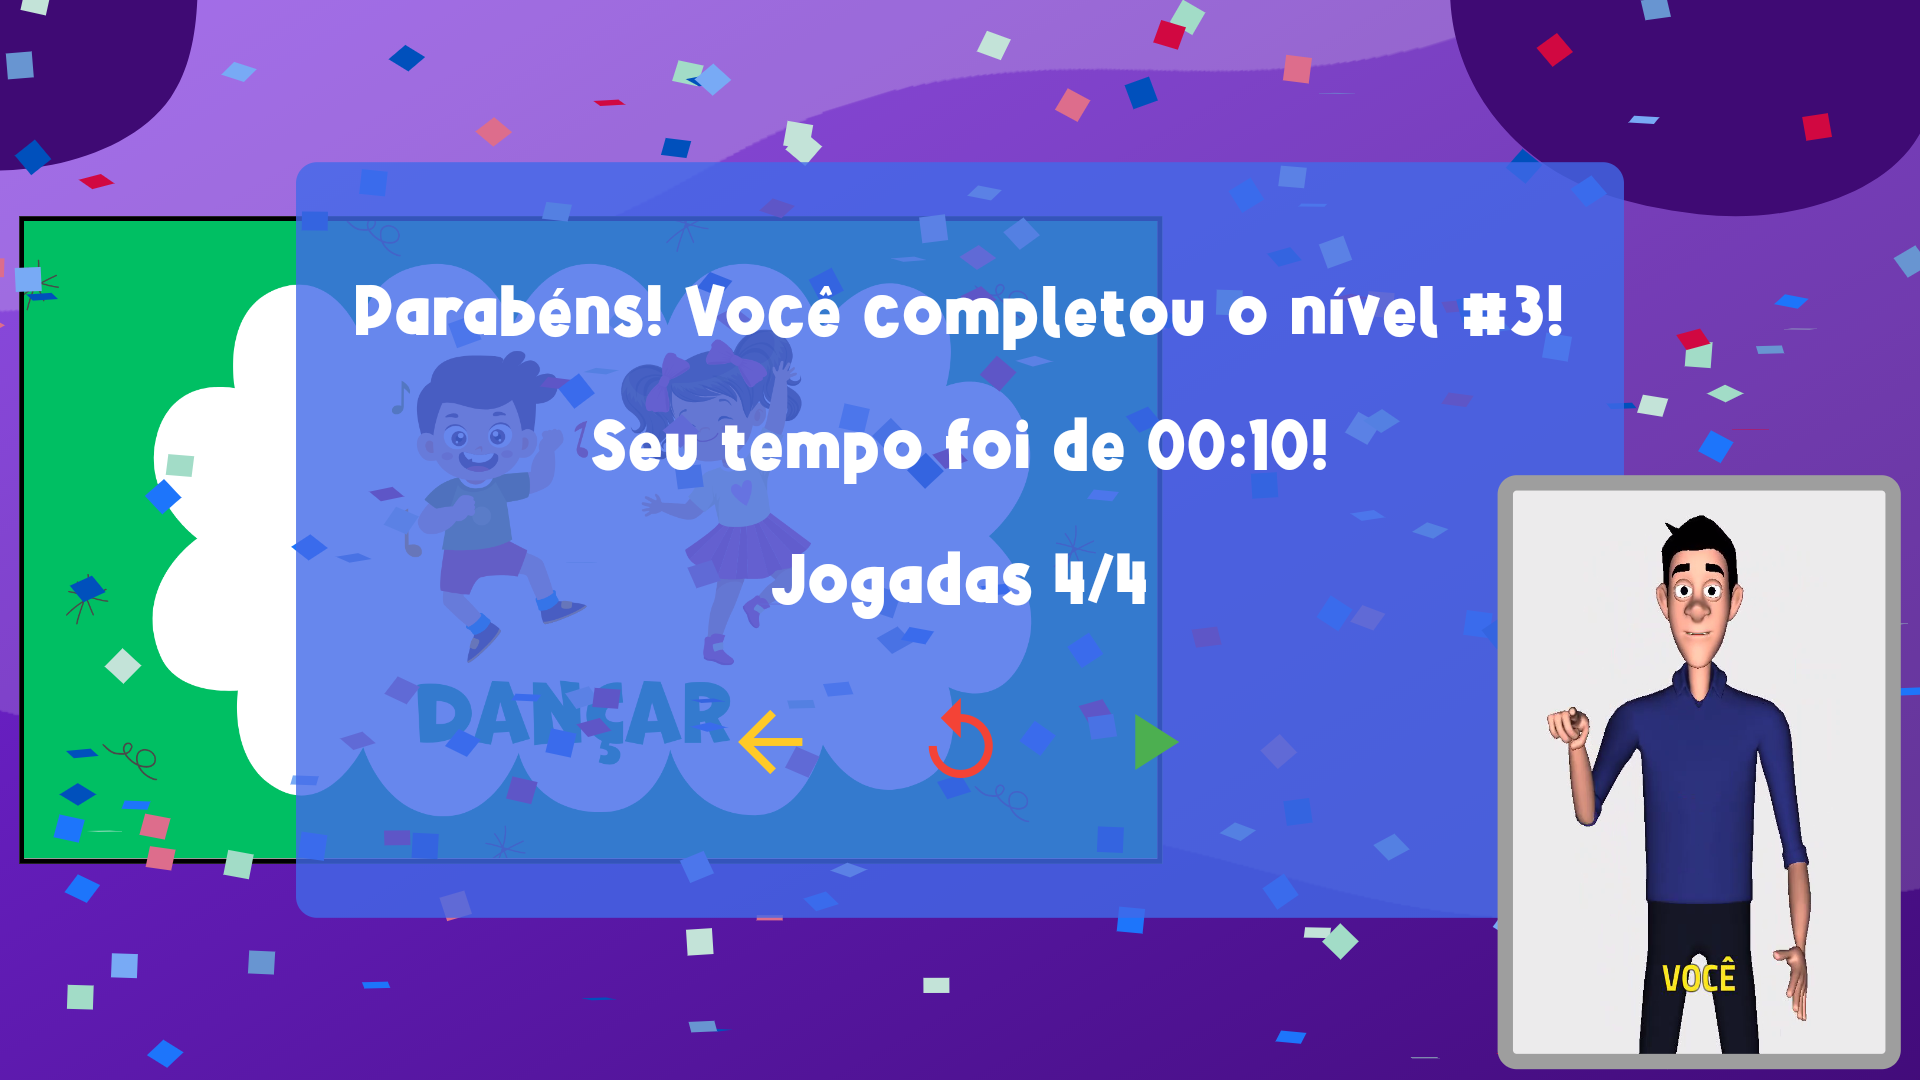 Parabéns! Você completou o nível #3!
Seu tempo foi de 00:10!
Jogadas 4/4
DANÇAR
VOCÊ